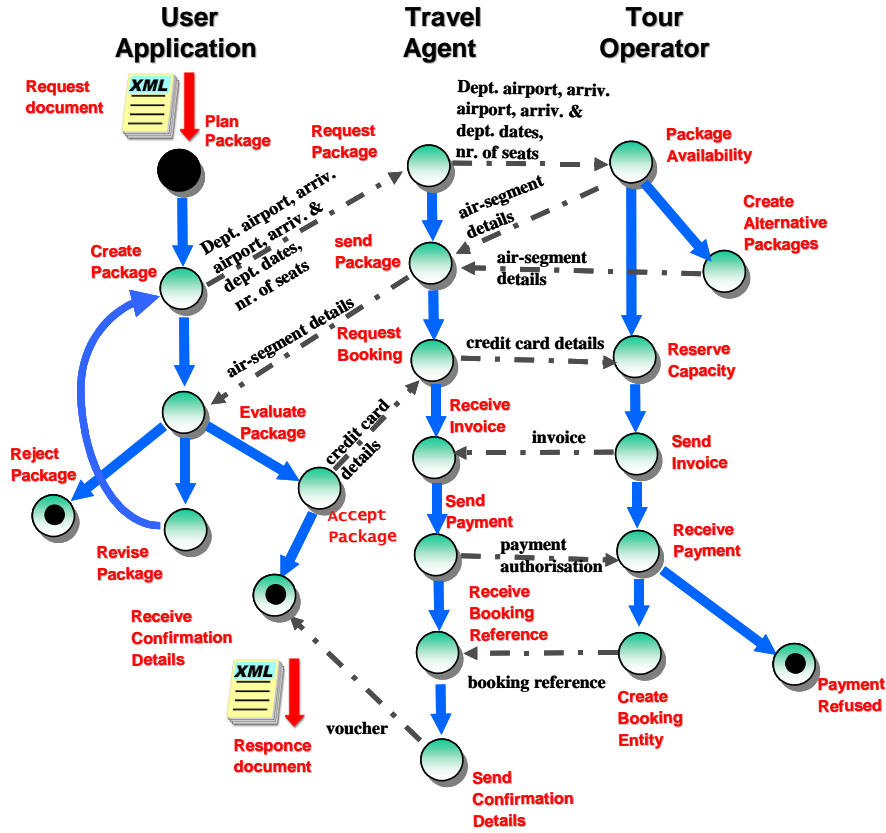 User
Application
Travel
Agent
Tour
Operator
Request
document
XML
Plan
Package
Request
Package
Dept. airport, arriv.
airport, arriv. &
dept. dates,
nr. of seats
Package
Availability
Create
Package
Dept. airport, arriv.
airport, arriv. &
dept. dates,
nr. of seats
send
Package
air-segment
details
Create
Alternative
Packages
air-segment
details
air-segment details
Request
Booking
credit card details
Reserve
Capacity
Evaluate
Package
credit card
details
Receive
Invoice
invoice
Send
Invoice
Reject
Package
Accept
Package
Send
Payment
Revise
Package
payment
authorisation
Receive
Payment
Receive
Confirmation
Details
Receive
Booking
Reference
booking reference
Create
Booking
Entity
Payment
Refused
XML
Responce
document
voucher
Send
Confirmation
Details